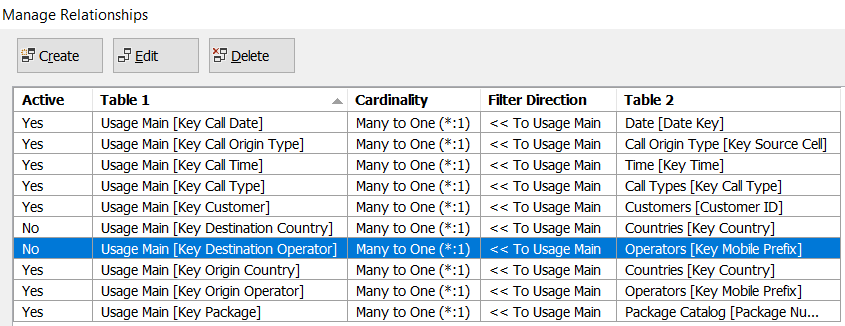 Manage Relationships
Create Edit Delete
Active Table 1 Cardinality Filter Direction Table 2
Yes Usage Main [Key Call Date] Many to One (*:1) << To Usage Main Date [Date Key]
Yes Usage Main [Key Call Origin Type] Many to One (*:1) << To Usage Main Call Origin Type [Key Source Cell]
Yes Usage Main [Key Call Time] Many to One (*:1) << To Usage Main Time [Key Time]
Yes Usage Main [Key Call Type] Many to One (*:1) << To Usage Main Call Types [Key Call Type]
Yes Usage Main [Key Customer] Many to One (*:1) << To Usage Main Customers [Customer ID]
No Usage Main [Key Destination Country] Many to One (*:1) << To Usage Main Countries [Key Country]
No Usage Main [Key Destination Operator] Many to One (*:1) << To Usage Main Operators [Key Mobile Prefix]
Yes Usage Main [Key Origin Country] Many to One (*:1) << To Usage Main Countries [Key Country]
Yes Usage Main [Key Origin Operator] Many to One (*:1) << To Usage Main Operators [Key Mobile Prefix]
Yes Usage Main [Key Package] Many to One (*:1) << To Usage Main Package Catalog [Package Nu...